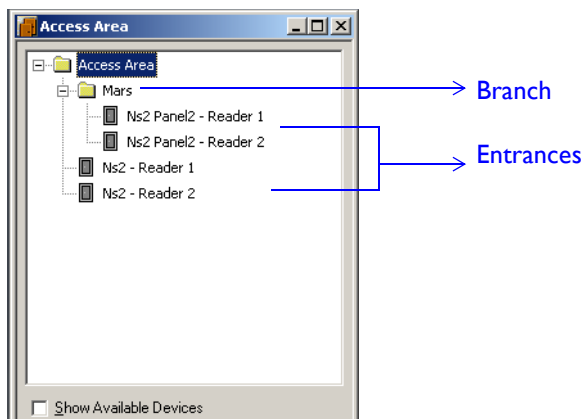 Access Area
Access Area
Mars
Branch
Ns2 Panel2 - Reader 1
Ns2 Panel2 - Reader 2
Entrances
Ns2 - Reader 1
Ns2 - Reader 2
Show Available Devices